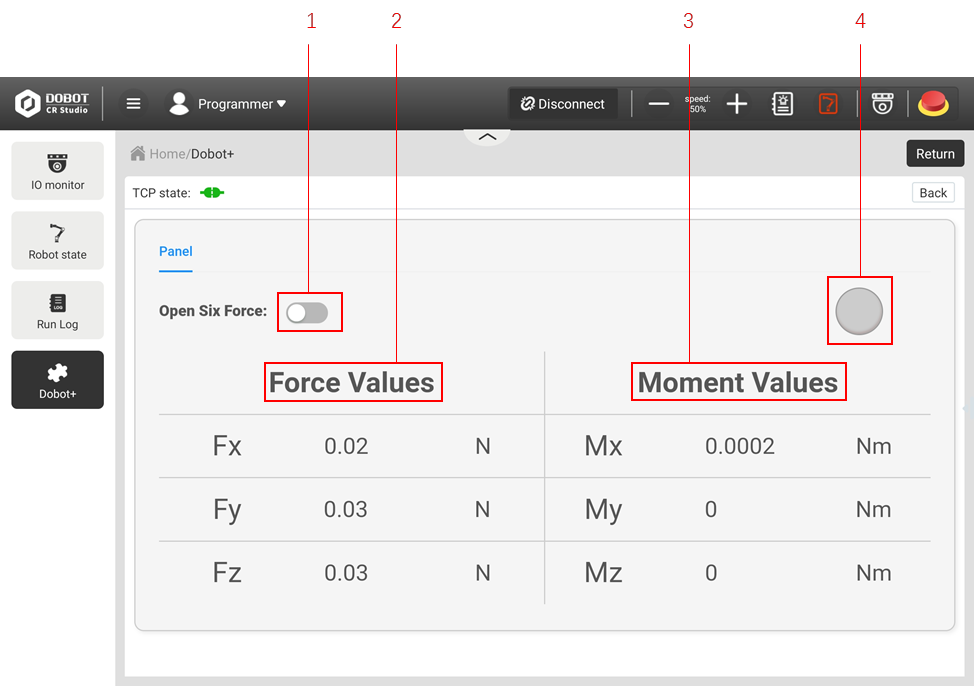 1 2 3 4
DOBOT
CR Studio
Programmer
Disconnect
speed:
50%
IO monitor
Robot state
LOG
Run Log
Dobot+
Home/Dobot+
Return
TCP state:
Back
Panel
Open Six Force:
Force Values Moment Values
Fx 0.02 N Mx 0.0002 Nm
Fy 0.03 N My 0 Nm
Fz 0.03 N Mz 0 Nm